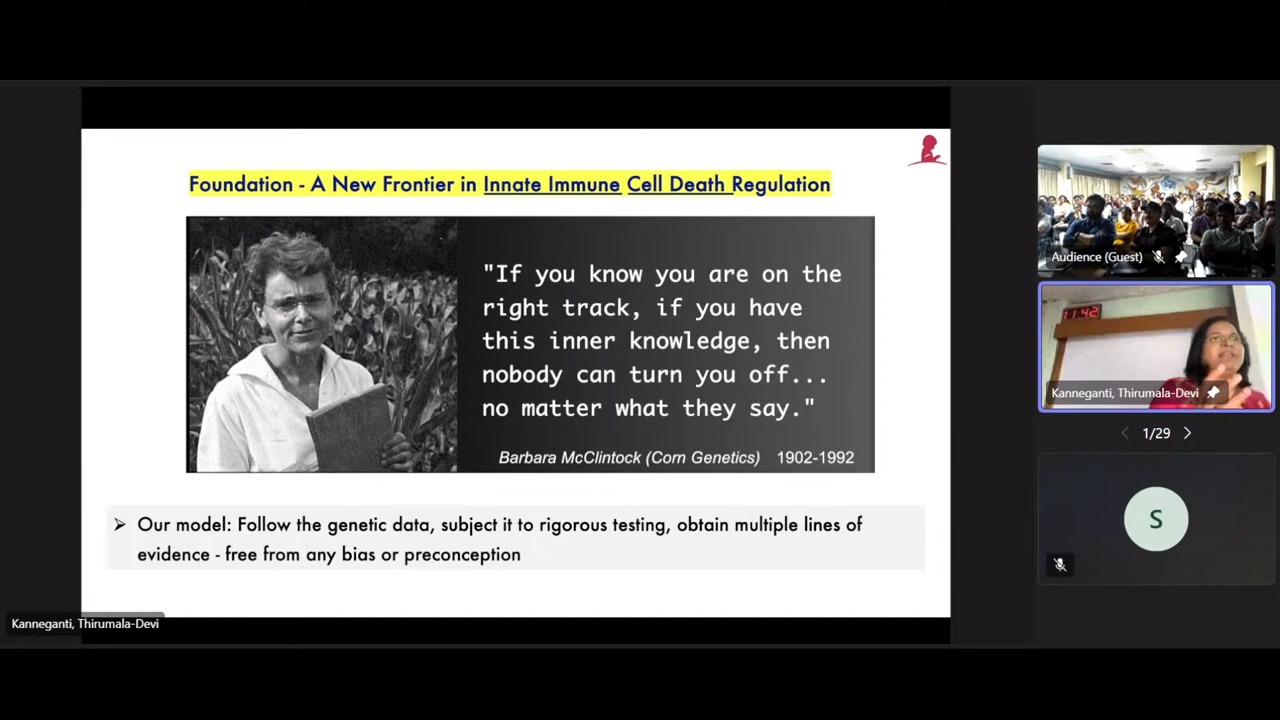 Foundation - A New Frontier in Innate Immune Cell Death Regulation
"If you know you are on the
right track, if you have
this inner knowledge, then
nobody can turn you off...
no matter what they say."
Barbara McClintock (Corn Genetics) 1902-1992
➢ Our model: Follow the genetic data, subject it to rigorous testing, obtain multiple lines of
evidence - free from any bias or preconception
Kanneganti, Thirumala-Devi
Audience (Guest)
11:42
Kanneganti, Thirumala-Devi
1/29
S